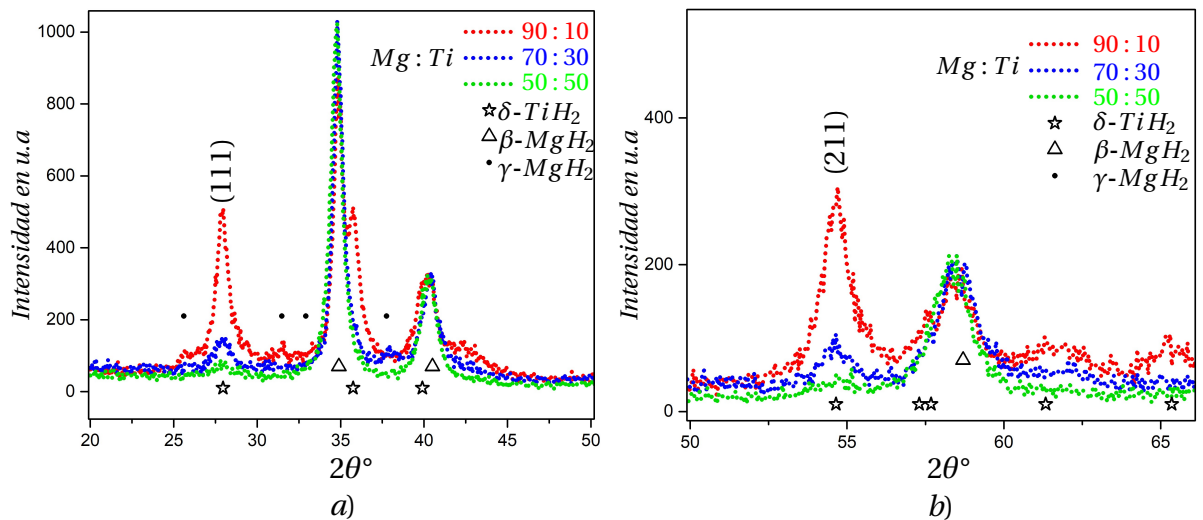 1000
800
600
400
200
0
Intensidad en u.a
20 25 30 35 40 45 50
2θ°
a)
(111)
90 : 10
Mg : Ti 70 : 30
50 : 50
☆ δ-TiH₂
△ β-MgH₂
• γ-MgH₂
400
200
0
Intensidad en u.a
50 55 60 65
2θ°
b)
(211)
90 : 10
Mg : Ti 70 : 30
50 : 50
☆ δ-TiH₂
△ β-MgH₂
• γ-MgH₂